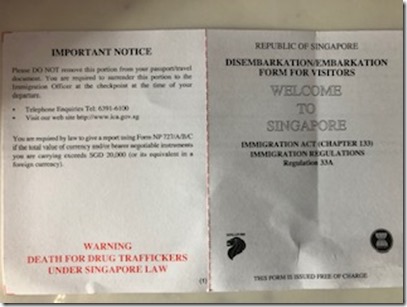 IMPORTANT NOTICE
Please DO NOT remove this portion from your passport/travel
document. You are required to surrender this document to the
Immigration Officer at the checkpoint at the time of your
departure.
• Telephone Enquiries Tel: 6391-6100
• Visit our web site http://www.ica.gov.sg
You are required by law to give a report using Form NP 727/A/B/C
if the total value of currency and/or bearer negotiable instruments
you are carrying exceeds SGD 20,000 (or its equivalent in a
foreign currency).
WARNING
DEATH FOR DRUG TRAFFICKERS
UNDER SINGAPORE LAW
(1)
REPUBLIC OF SINGAPORE
DISEMBARKATION/EMBARKATION
FORM FOR VISITORS
WELCOME
TO
SINGAPORE
IMMIGRATION ACT (CHAPTER 133)
IMMIGRATION REGULATIONS
Regulation 33A
THIS FORM IS ISSUED FREE OF CHARGE